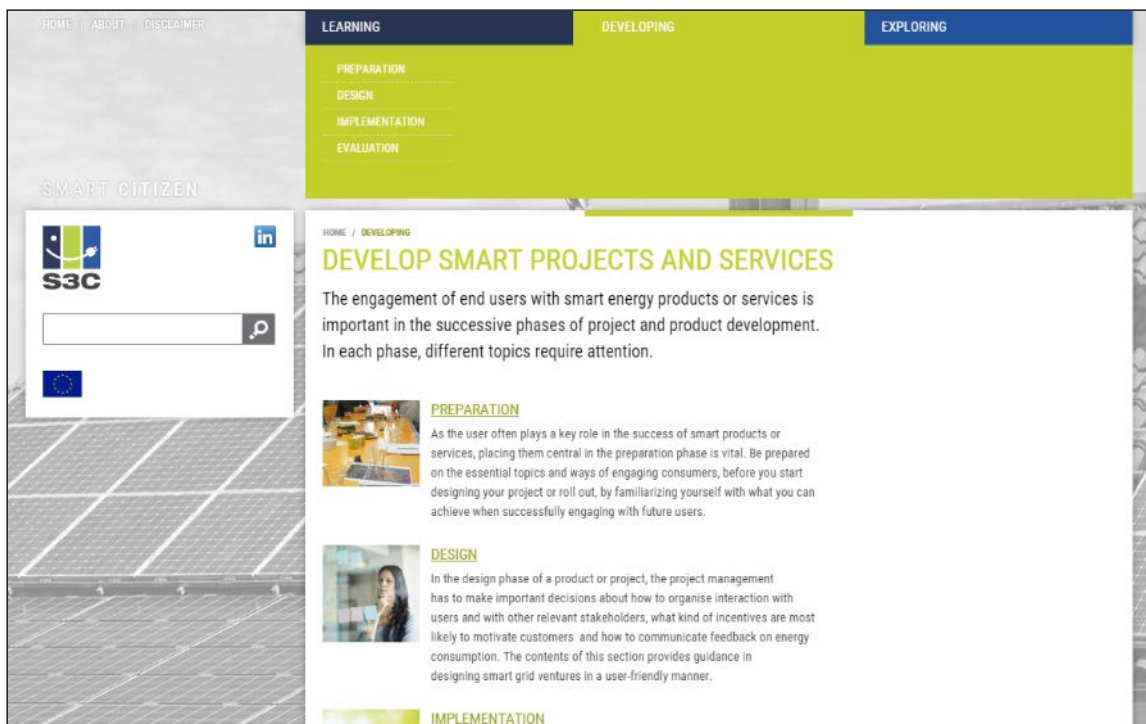 HOME | ABOUT | DISCLAIMER
LEARNING
DEVELOPING
EXPLORING
PREPARATION
DESIGN
IMPLEMENTATION
EVALUATION
SMART CITIZEN
S3C
in
HOME / DEVELOPING
DEVELOP SMART PROJECTS AND SERVICES
The engagement of end users with smart energy products or services is
important in the successive phases of project and product development.
In each phase, different topics require attention.
PREPARATION
As the user often plays a key role in the success of smart products or
services, placing them central in the preparation phase is vital. Be prepared
on the essential topics and ways of engaging consumers, before you start
designing your project or roll out, by familiarizing yourself with what you can
achieve when successfully engaging with future users.
DESIGN
In the design phase of a product or project, the project management
has to make important decisions about how to organise interaction with
users and with other relevant stakeholders, what kind of incentives are most
likely to motivate customers and how to communicate feedback on energy
consumption. The contents of this section provides guidance in
designing smart grid ventures in a user-friendly manner.
IMPLEMENTATION